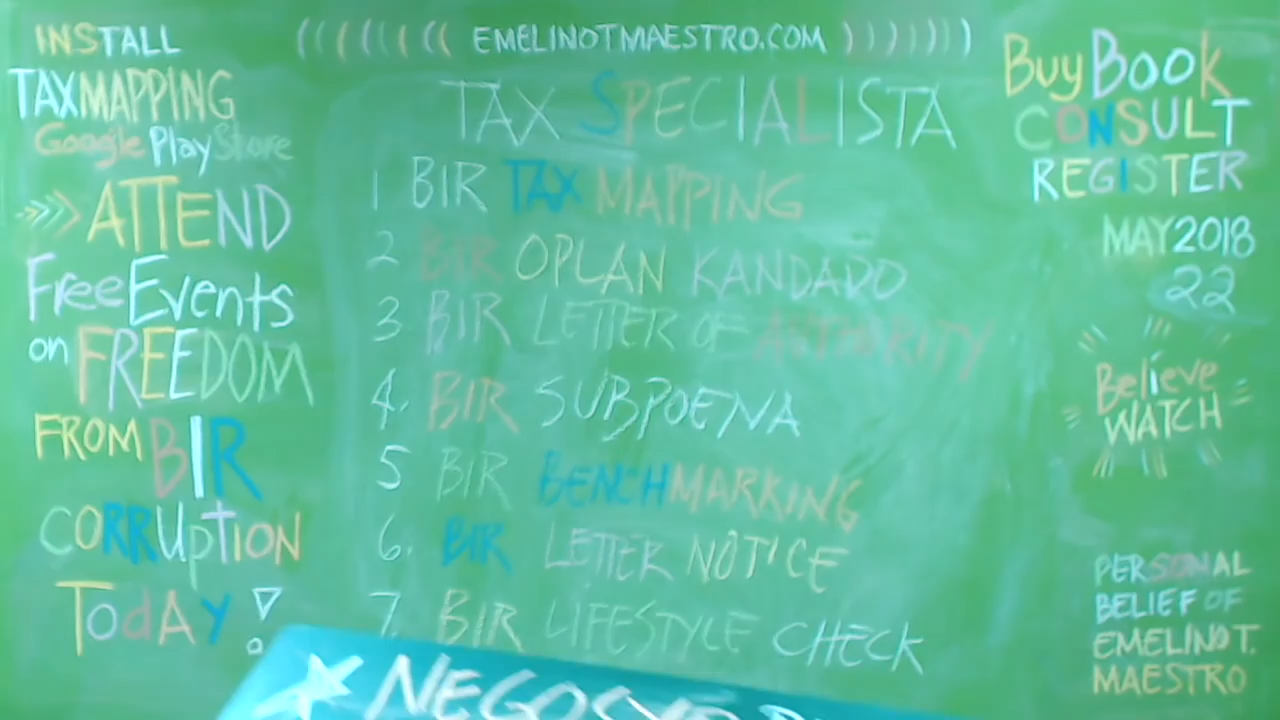 INSTALL
TAXMAPPING
Google Play Store
>>> ATTEND
Free Events
on FREEDOM
FROM BIR
CORRUPTION
TodAy!
((((((( EMELINOTMAESTRO.COM )))))))
TAX SPECIALISTA
1 BIR TAX MAPPING
2 BIR OPLAN KANDADO
3 BIR LETTER OF AUTHORITY
4. BIR SUBPOENA
5 BIR BENCHMARKING
6. BIR LETTER NOTICE
7. BIR LIFESTYLE CHECK
Buy Book
CONSULT
REGISTER
MAY 2018
22
Believe
WATCH
PERSONAL
BELIEF OF
EMELINO T.
MAESTRO